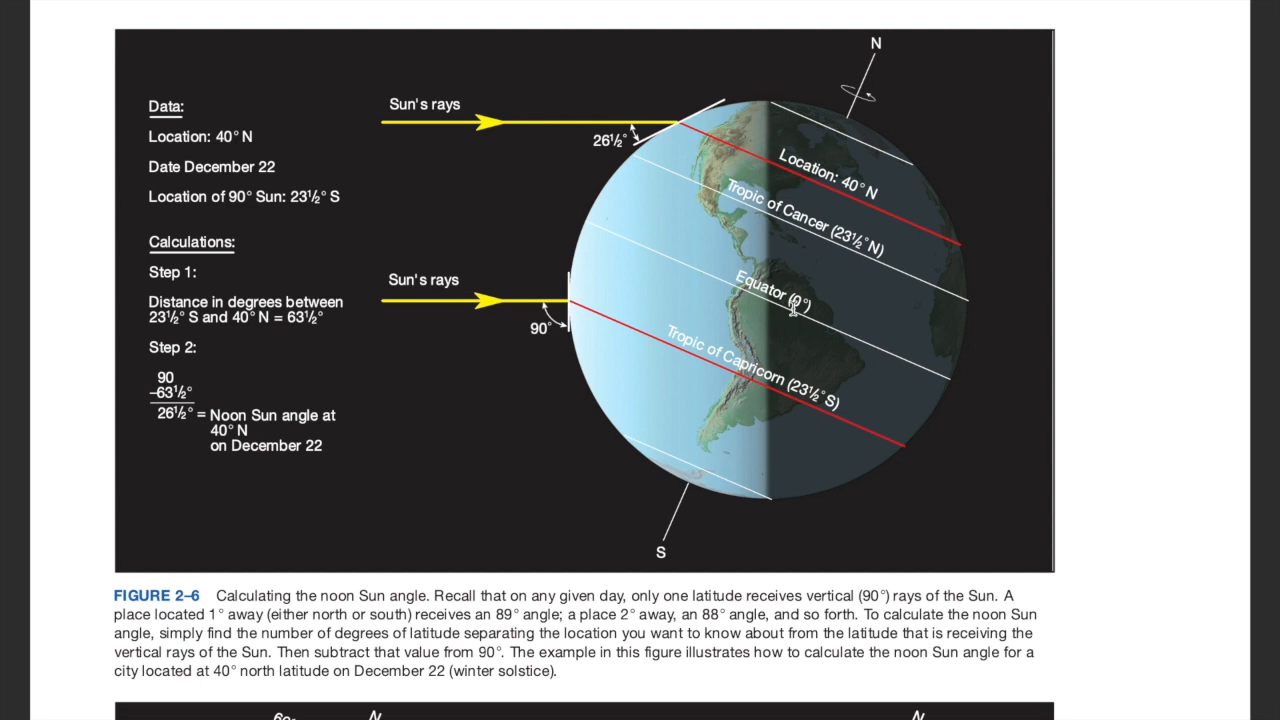 N
Data:
Location: 40° N
Date December 22
Location of 90° Sun: 23½° S
Calculations:
Step 1:
Distance in degrees between
23½° S and 40° N = 63½°
Step 2:
90
–63½°
26½° = Noon Sun angle at
40° N
on December 22
Sun's rays
26½°
Sun's rays
90°
Location: 40° N
Tropic of Cancer (23½° N)
Equator (0°)
Tropic of Capricorn (23½° S)
S
FIGURE 2–6 Calculating the noon Sun angle. Recall that on any given day, only one latitude receives vertical (90°) rays of the Sun. A
place located 1° away (either north or south) receives an 89° angle; a place 2° away, an 88° angle, and so forth. To calculate the noon Sun
angle, simply find the number of degrees of latitude separating the location you want to know about from the latitude that is receiving the
vertical rays of the Sun. Then subtract that value from 90°. The example in this figure illustrates how to calculate the noon Sun angle for a
city located at 40° north latitude on December 22 (winter solstice).
N
N